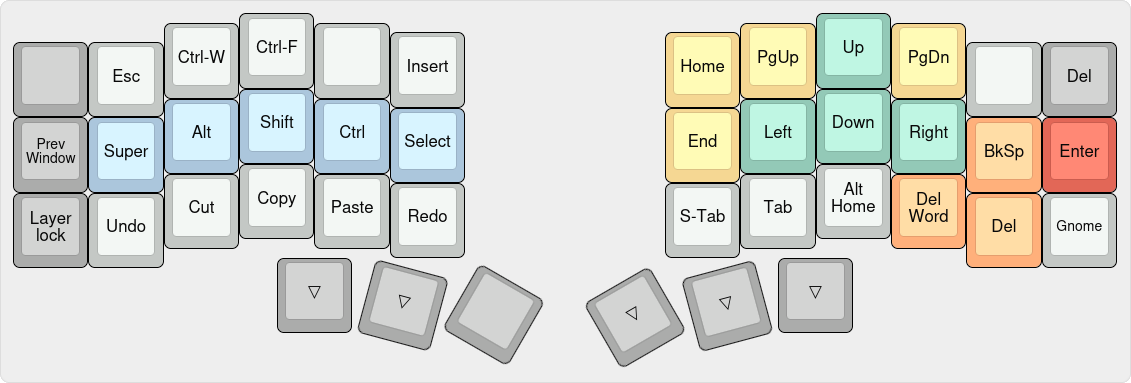 Esc
Ctrl-W
Ctrl-F
Insert
Home
PgUp
Up
PgDn
Del
Prev
Window
Super
Alt
Shift
Ctrl
Select
End
Left
Down
Right
BkSp
Enter
Layer
lock
Undo
Cut
Copy
Paste
Redo
S-Tab
Tab
Alt
Home
Del
Word
Del
Gnome